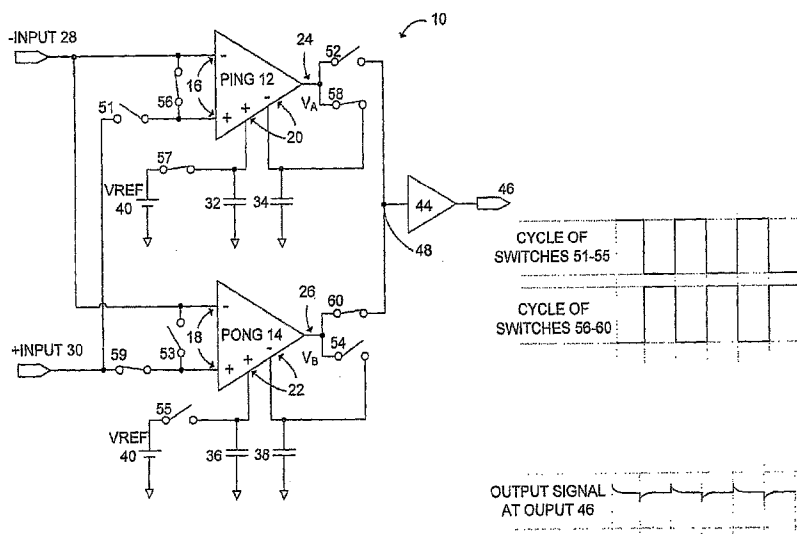 10
-INPUT 28
24
52
PING 12
16
51
56
VA
58
20
57
VREF
40
32
34
46
44
48
CYCLE OF
SWITCHES 51-55
CYCLE OF
SWITCHES 56-60
26
60
18
PONG 14
53
+INPUT 30
59
VB
54
22
55
VREF
40
36
38
OUTPUT SIGNAL
AT OUPUT 46